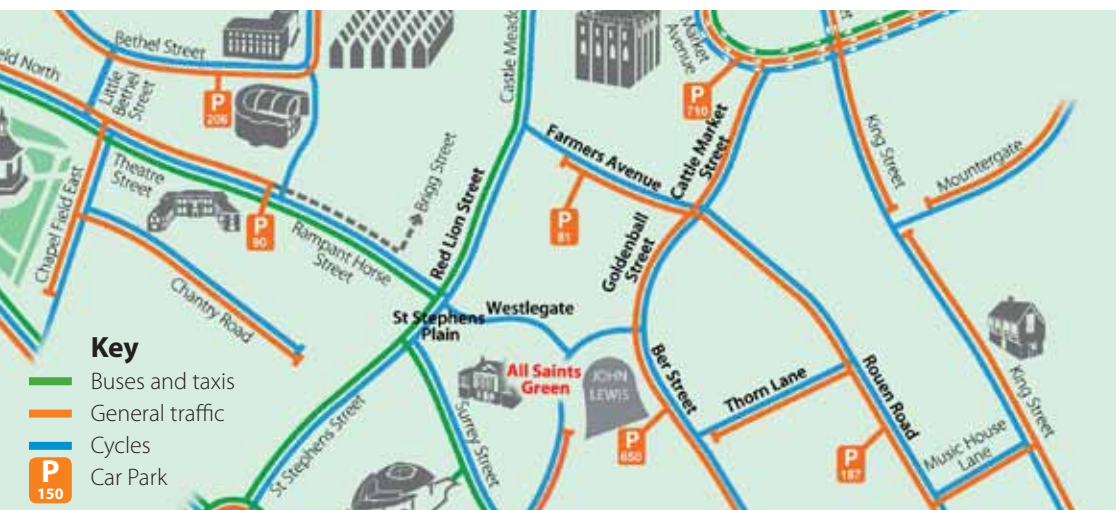 Bethel Street
eld North
Little
Bethel
Street
P
206
Castle Meado
Market
Avenue
P
710
Farmers Avenue
Cattle Market
Street
King Street
Mountergate
Theatre
Street
Chapel Field East
P
90
Brigg Street
Red Lion Street
P
81
Rampant Horse
Street
Goldenball
Street
Chantry Road
St Stephens
Plain
Westlegate
All Saints
Green
JOHN
LEWIS
Ber Street
Thorn Lane
Rouen Road
King Street
Music House
Lane
P
650
P
187
St Stephens Street
Surrey Street
Key
Buses and taxis
General traffic
Cycles
P
150
Car Park